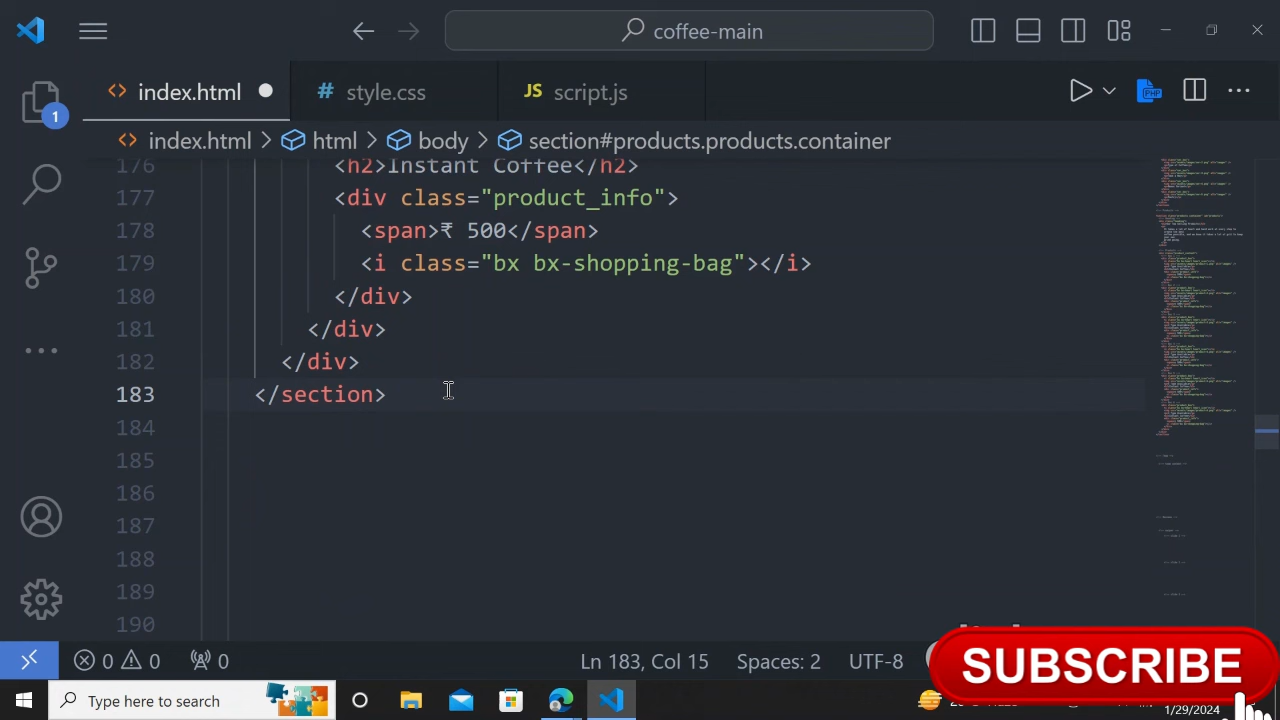 coffee-main
index.html
# style.css
JS script.js
PHP
1
index.html > html > body > section#products.products.container
176 <h2>Instant Coffee</h2>
177 <div class="product_info">
178 <span>₹ 700</span>
179 <i class="bx bx-shopping-bag"></i>
180 </div>
181 </div>
182 </div>
183 </section>
184
185
186
187
188
189
190
0 0 0 Ln 183, Col 15 Spaces: 2 UTF-8
SUBSCRIBE
Type here to search
1/29/2024